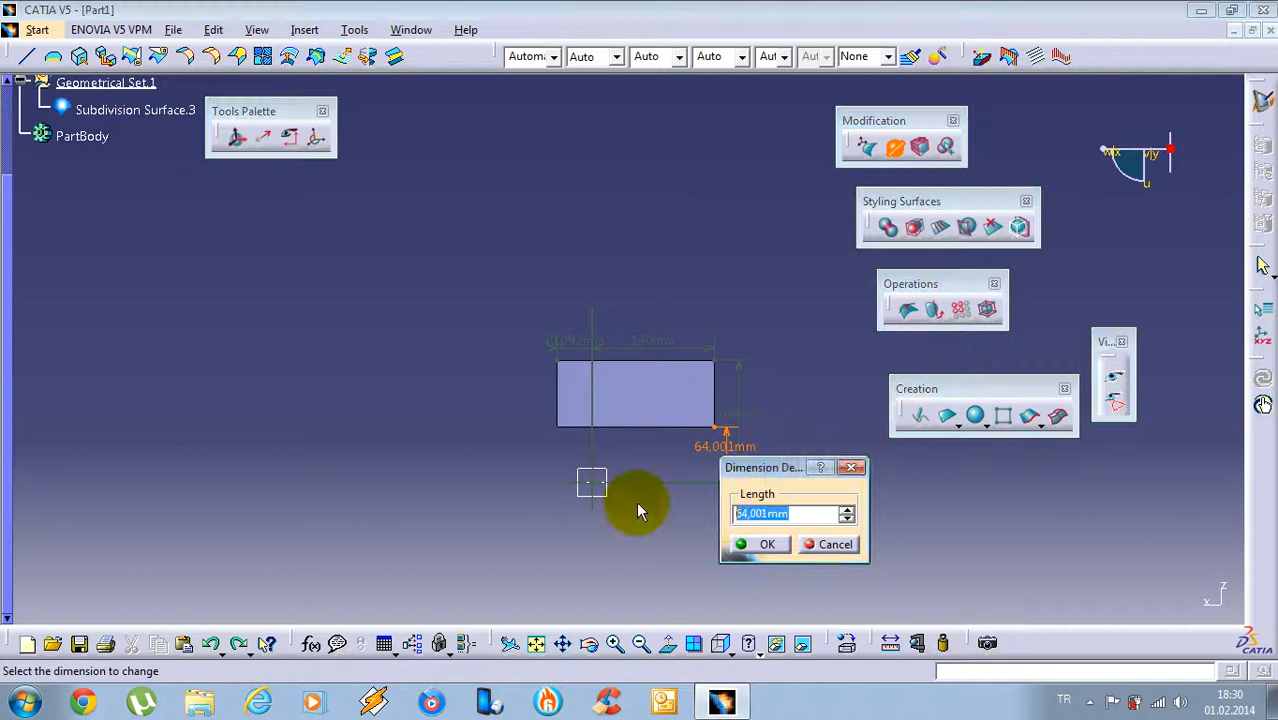 CATIA V5 - [Part1]
Start ENOVIA V5 VPM File Edit View Insert Tools Window Help
Automa Auto Auto Auto Aut Aut None
Geometrical Set.1
Subdivision Surface.3
PartBody
Tools Palette
Modification
Styling Surfaces
Operations
Vi...
Creation
v|y
u
140mm
64,001mm
Dimension De...
Length
64,001mm
OK Cancel
z
x
Select the dimension to change
TR
18:30
01.02.2014